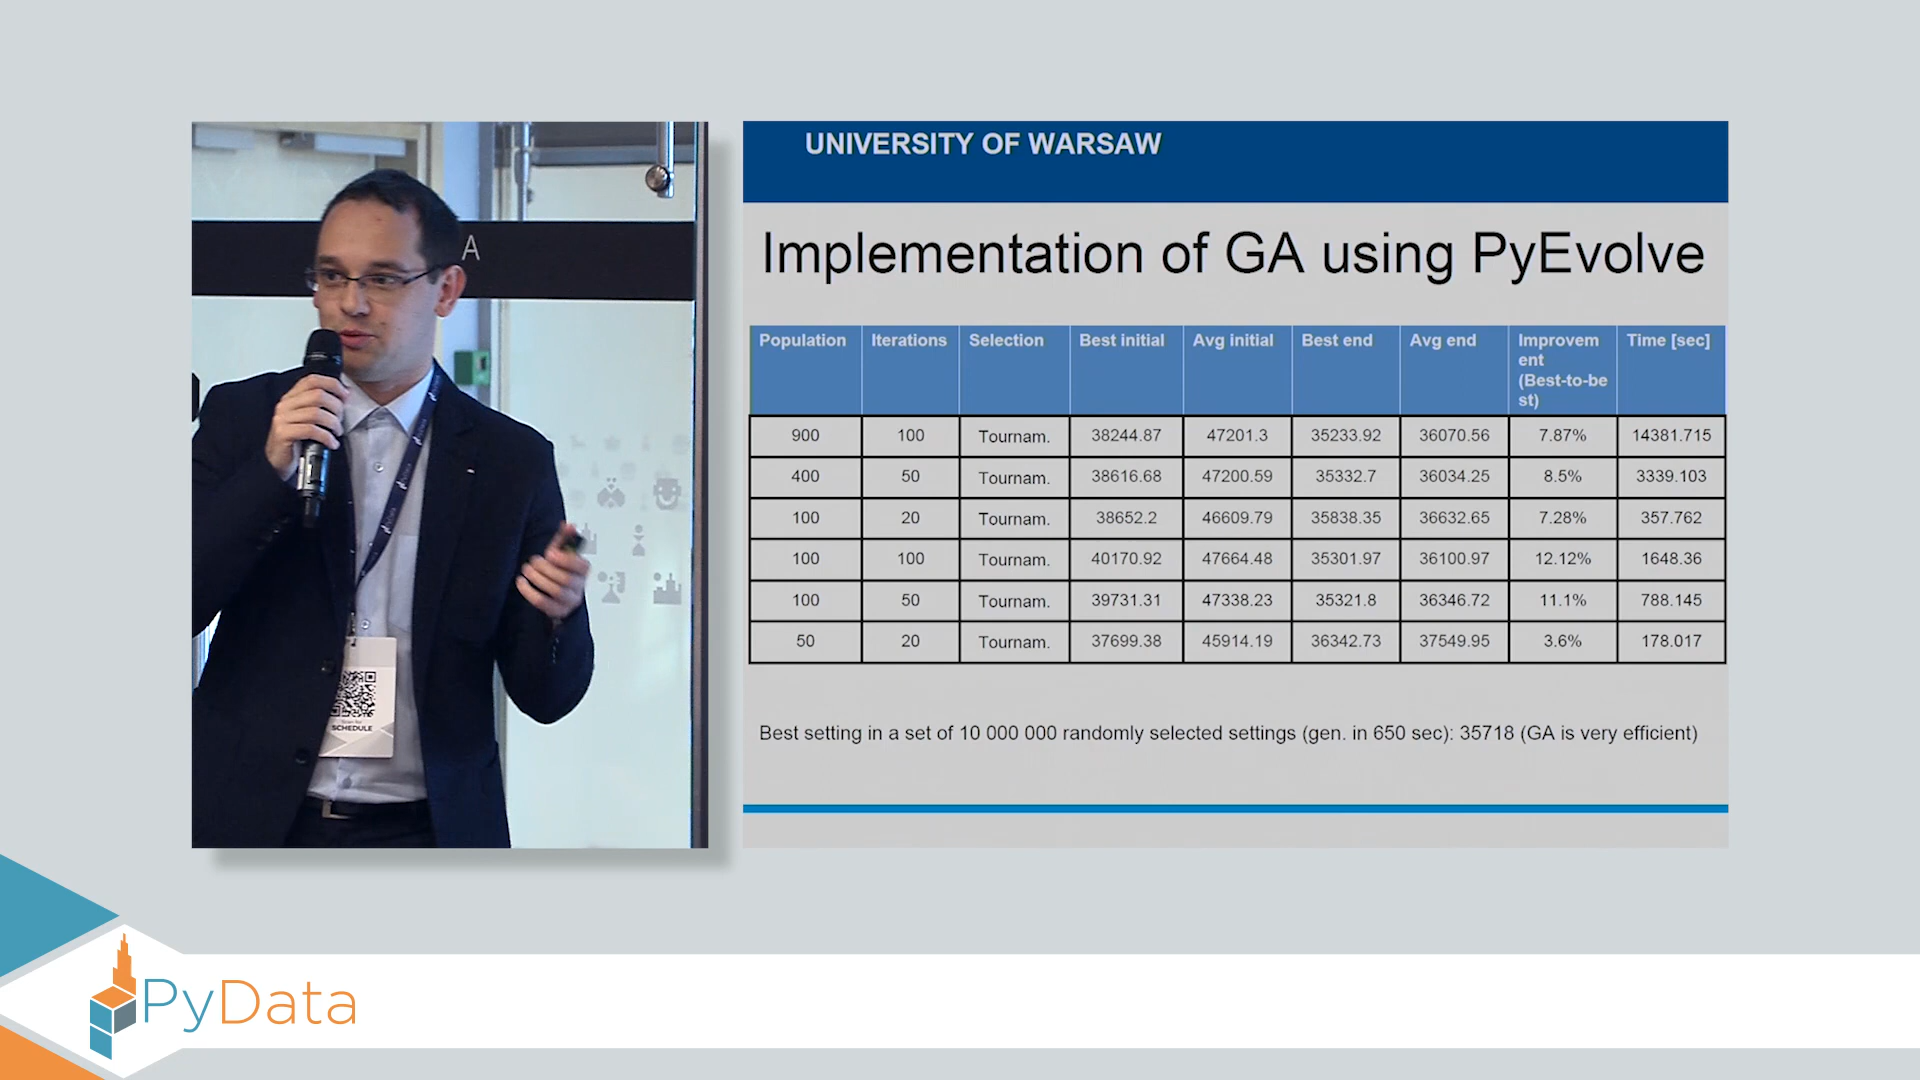 A
SCHEDULE
UNIVERSITY OF WARSAW
Implementation of GA using PyEvolve
Population Iterations Selection Best initial Avg initial Best end Avg end Improvem ent (Best-to-be st) Time [sec]
900 100 Tournam. 38244.87 47201.3 35233.92 36070.56 7.87% 14381.715
400 50 Tournam. 38616.68 47200.59 35332.7 36034.25 8.5% 3339.103
100 20 Tournam. 38652.2 46609.79 35838.35 36632.65 7.28% 357.762
100 100 Tournam. 40170.92 47664.48 35301.97 36100.97 12.12% 1648.36
100 50 Tournam. 39731.31 47338.23 35321.8 36346.72 11.1% 788.145
50 20 Tournam. 37699.38 45914.19 36342.73 37549.95 3.6% 178.017
Best setting in a set of 10 000 000 randomly selected settings (gen. in 650 sec): 35718 (GA is very efficient)
PyData